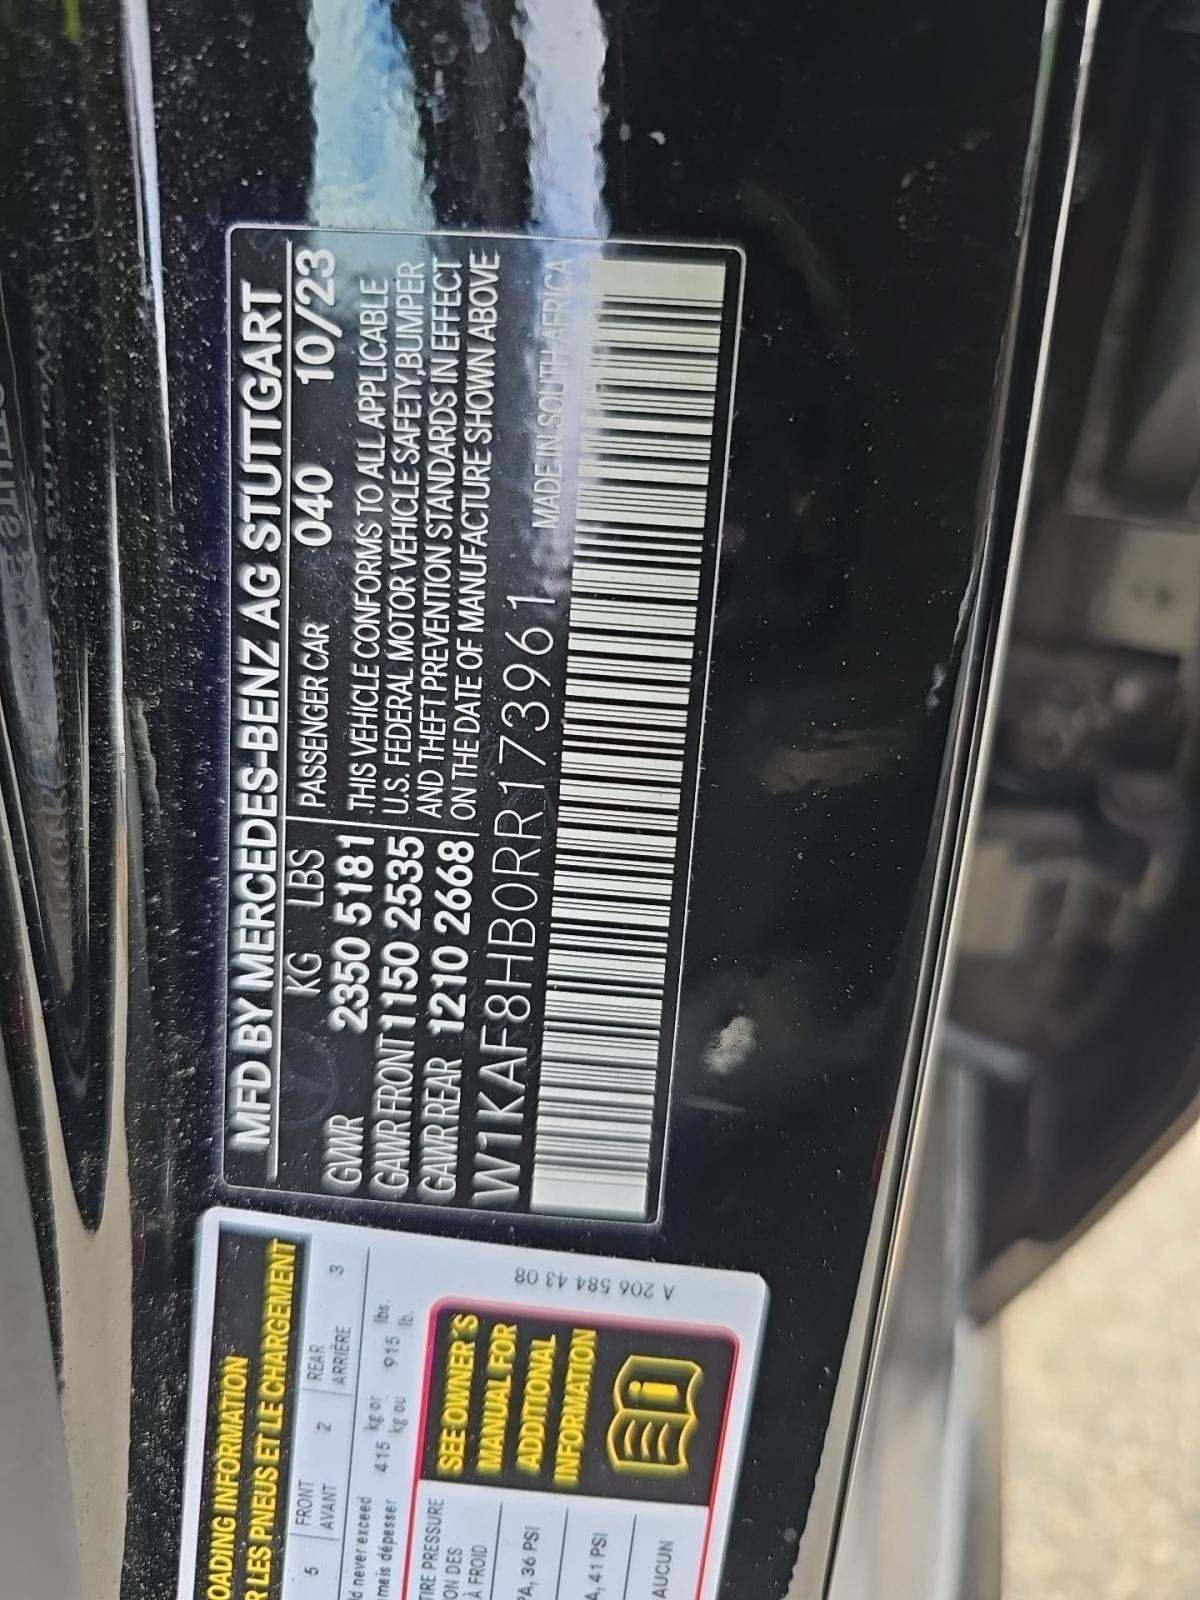 MFD BY MERCEDES-BENZ AG STUTTGART
KG LBS PASSENGER CAR 040 10/23
GVWR 2350 5181 THIS VEHICLE CONFORMS TO ALL APPLICABLE
GAWR FRONT 1150 2535 U.S. FEDERAL MOTOR VEHICLE SAFETY,BUMPER
GAWR REAR 1210 2668 AND THEFT PREVENTION STANDARDS IN EFFECT
ON THE DATE OF MANUFACTURE SHOWN ABOVE
W1KAF8HB0RR173961 MADE IN SOUTH AFRICA
OADING INFORMATION
R LES PNEUS ET LE CHARGEMENT
5 FRONT 2 REAR 3
AVANT ARRIÈRE
d never exceed 415 kg or 915 lbs.
mais dépasser kg ou lb.
TIRE PRESSURE
ON DES
À FROID
PA, 36 PSI
A, 41 PSI
AUCUN
SEE OWNER'S
MANUAL FOR
ADDITIONAL
INFORMATION
A 206 584 43 08